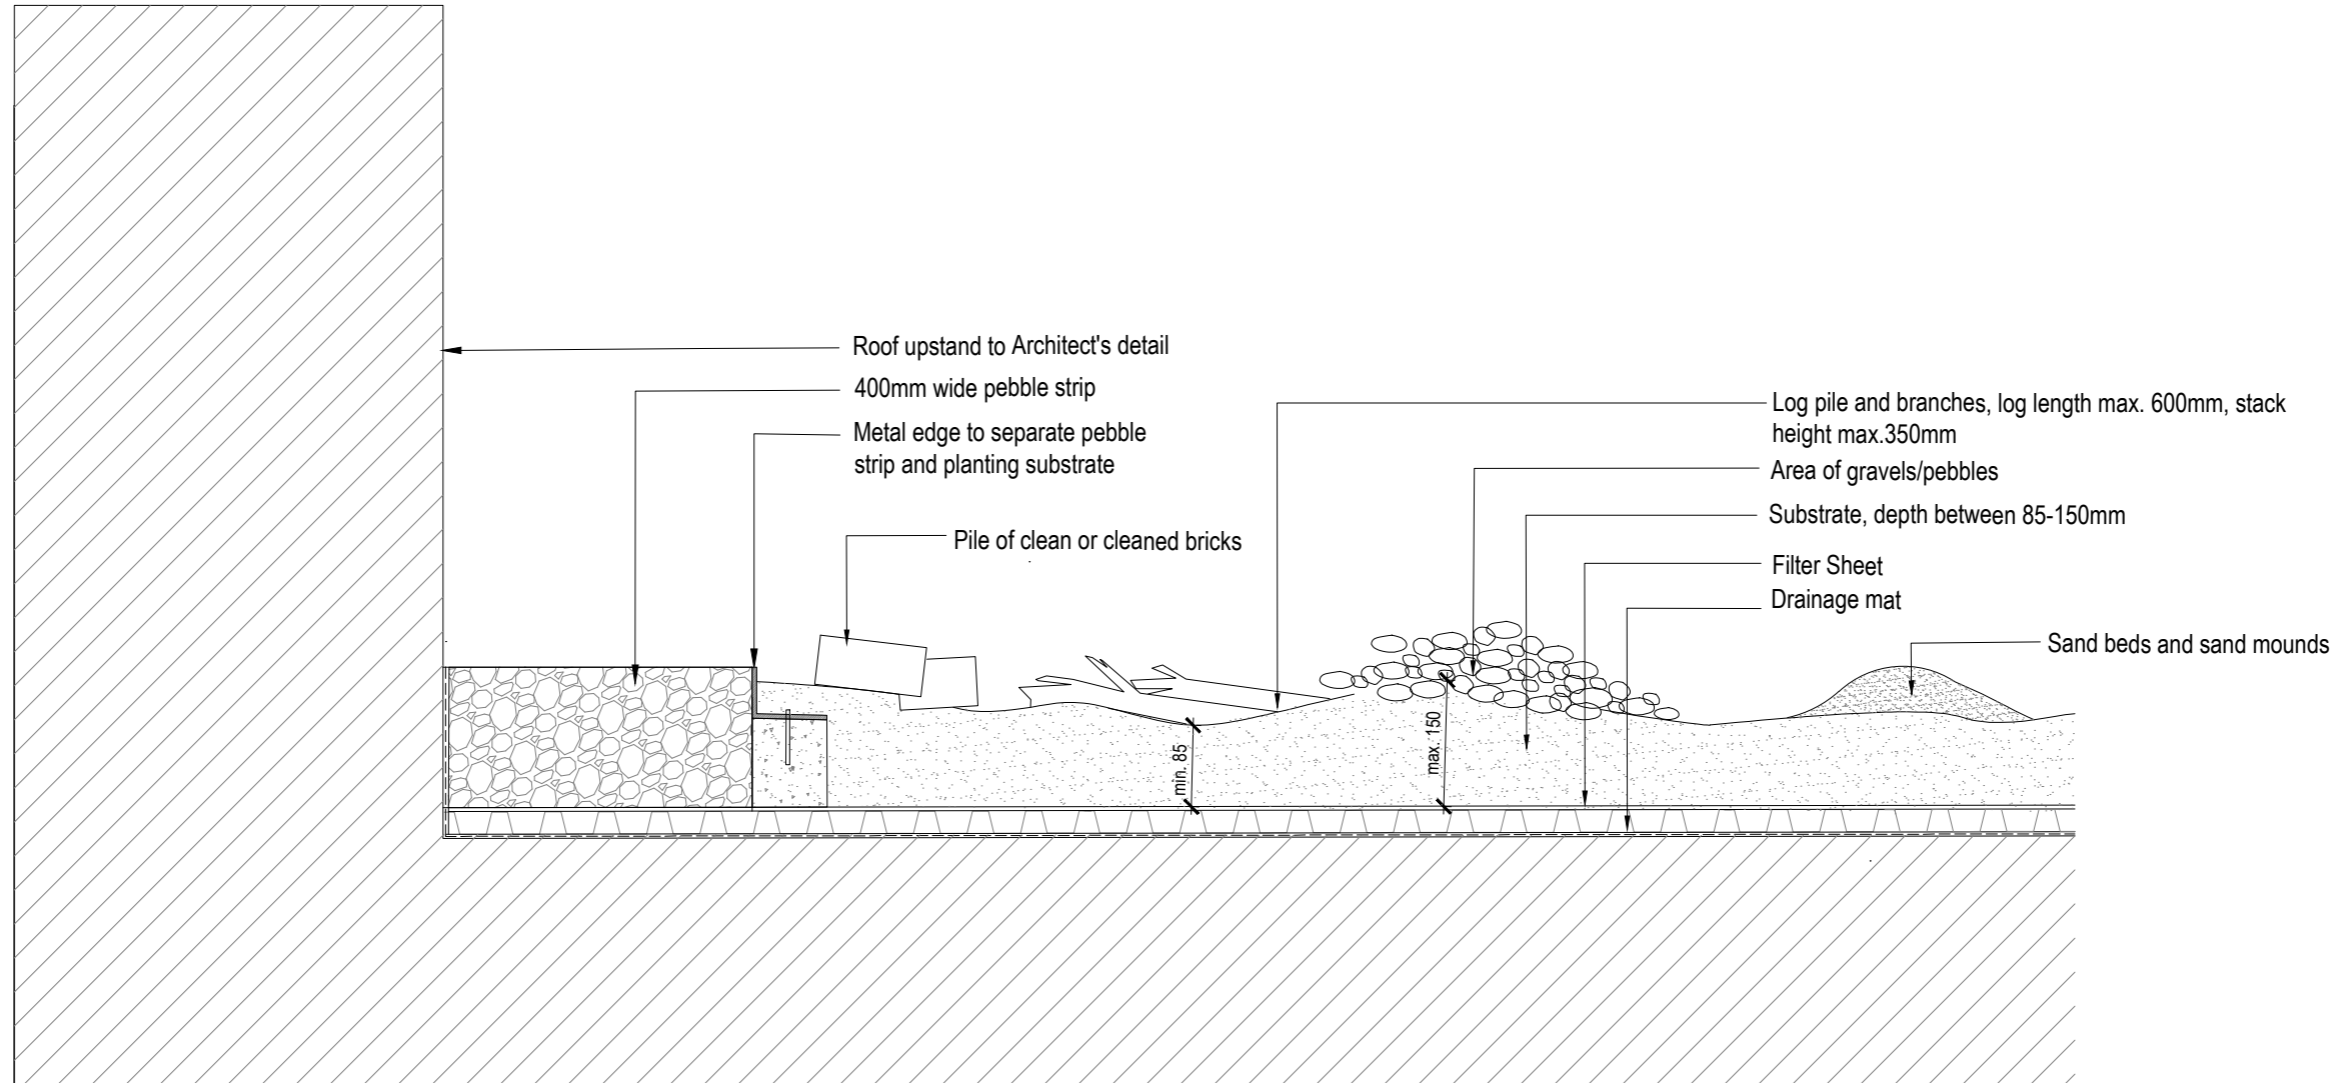 Roof upstand to Architect's detail
400mm wide pebble strip
Metal edge to separate pebble
strip and planting substrate
Pile of clean or cleaned bricks
Log pile and branches, log length max. 600mm, stack
height max.350mm
Area of gravels/pebbles
Substrate, depth between 85-150mm
Filter Sheet
Drainage mat
Sand beds and sand mounds
min. 85
max. 150